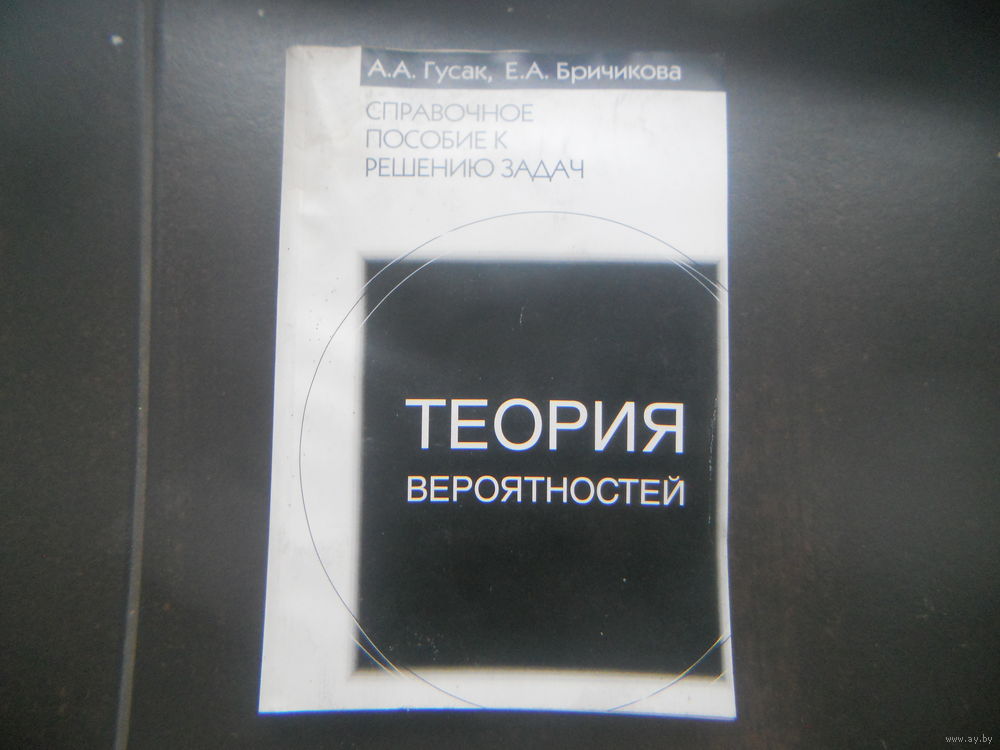 А.А. Гусак, Е.А. Бричикова
СПРАВОЧНОЕ
ПОСОБИЕ К
РЕШЕНИЮ ЗАДАЧ
ТЕОРИЯ
ВЕРОЯТНОСТЕЙ
www.ay.by